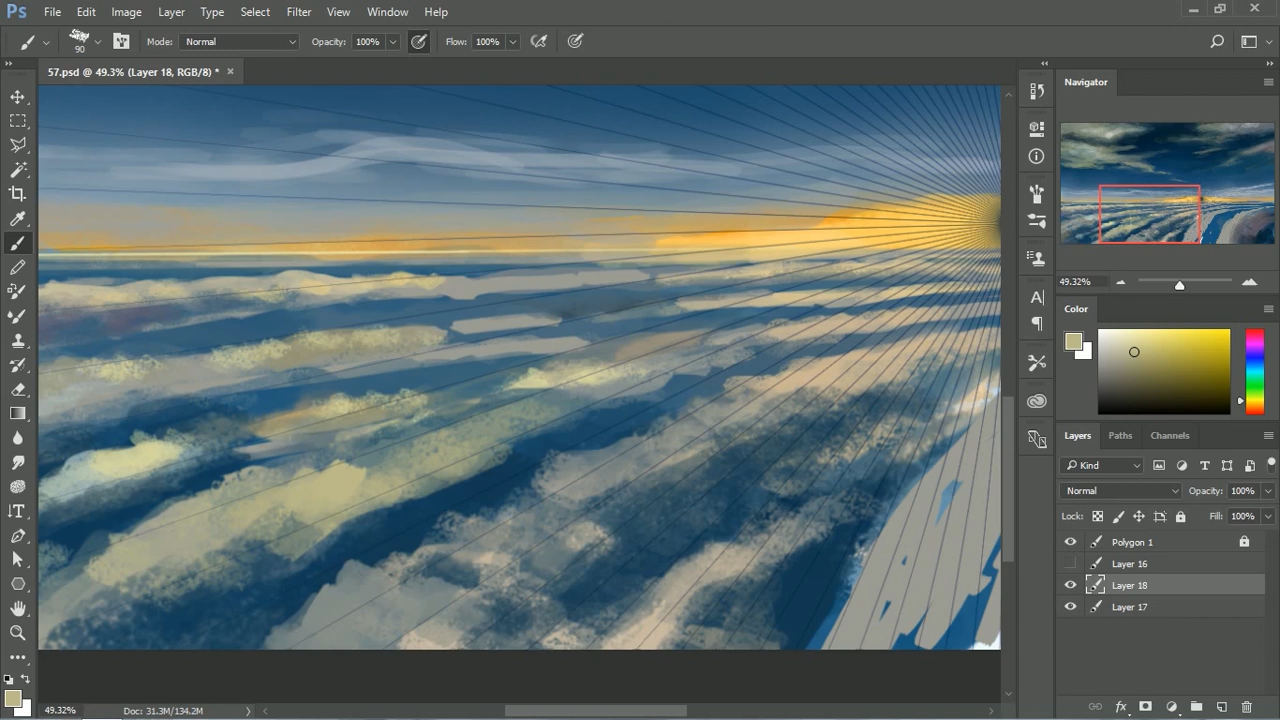 Ps File Edit Image Layer Type Select Filter View Window Help
90 Mode: Normal Opacity: 100% Flow: 100%
57.psd @ 49.3% (Layer 18, RGB/8) * ×
Navigator
49.32%
Color
Layers Paths Channels
Kind
Normal Opacity: 100%
Lock: Fill: 100%
Polygon 1
Layer 16
Layer 18
Layer 17
49.32% Doc: 31.3M/134.2M